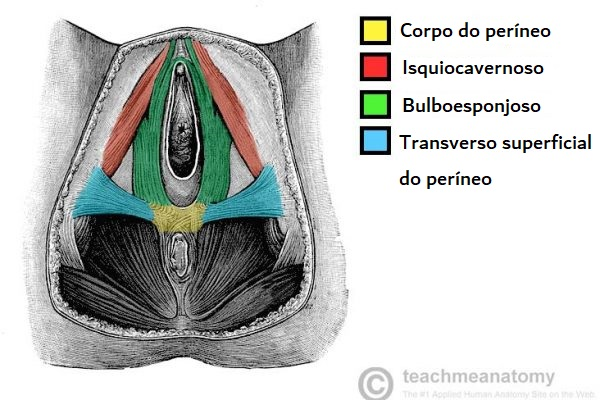 Corpo do períneo
Isquiocavernoso
Bulboesponjoso
Transverso superficial
do períneo
© teachmeanatomy
The #1 Applied Human Anatomy Site on the Web.